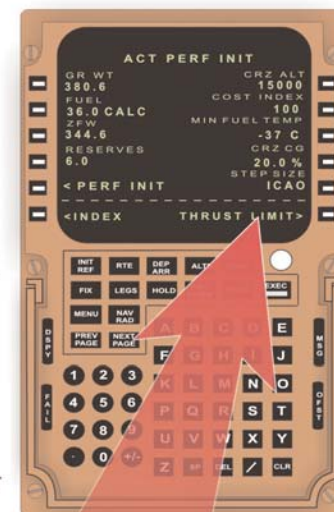 ACT PERF INIT
GR WT CRZ ALT
380.6 15000
FUEL COST INDEX
36.0 CALC 100
ZFW MIN FUEL TEMP
344.6 -37 C
RESERVES CRZ CG
6.0 20.0 %
STEP SIZE
< PERF INIT ICAO
<INDEX THRUST LIMIT>
INIT REF RTE DEP ARR
FIX LEGS HOLD EXEC
MENU NAV RAD
PREV PAGE NEXT PAGE
DSPY
MSG
FAIL
OFST
A B C D E
F G H I J
1 2 3 K L M N O
4 5 6 P Q R S T
7 8 9 U V W X Y
. 0 +/- Z SP DEL / CLR